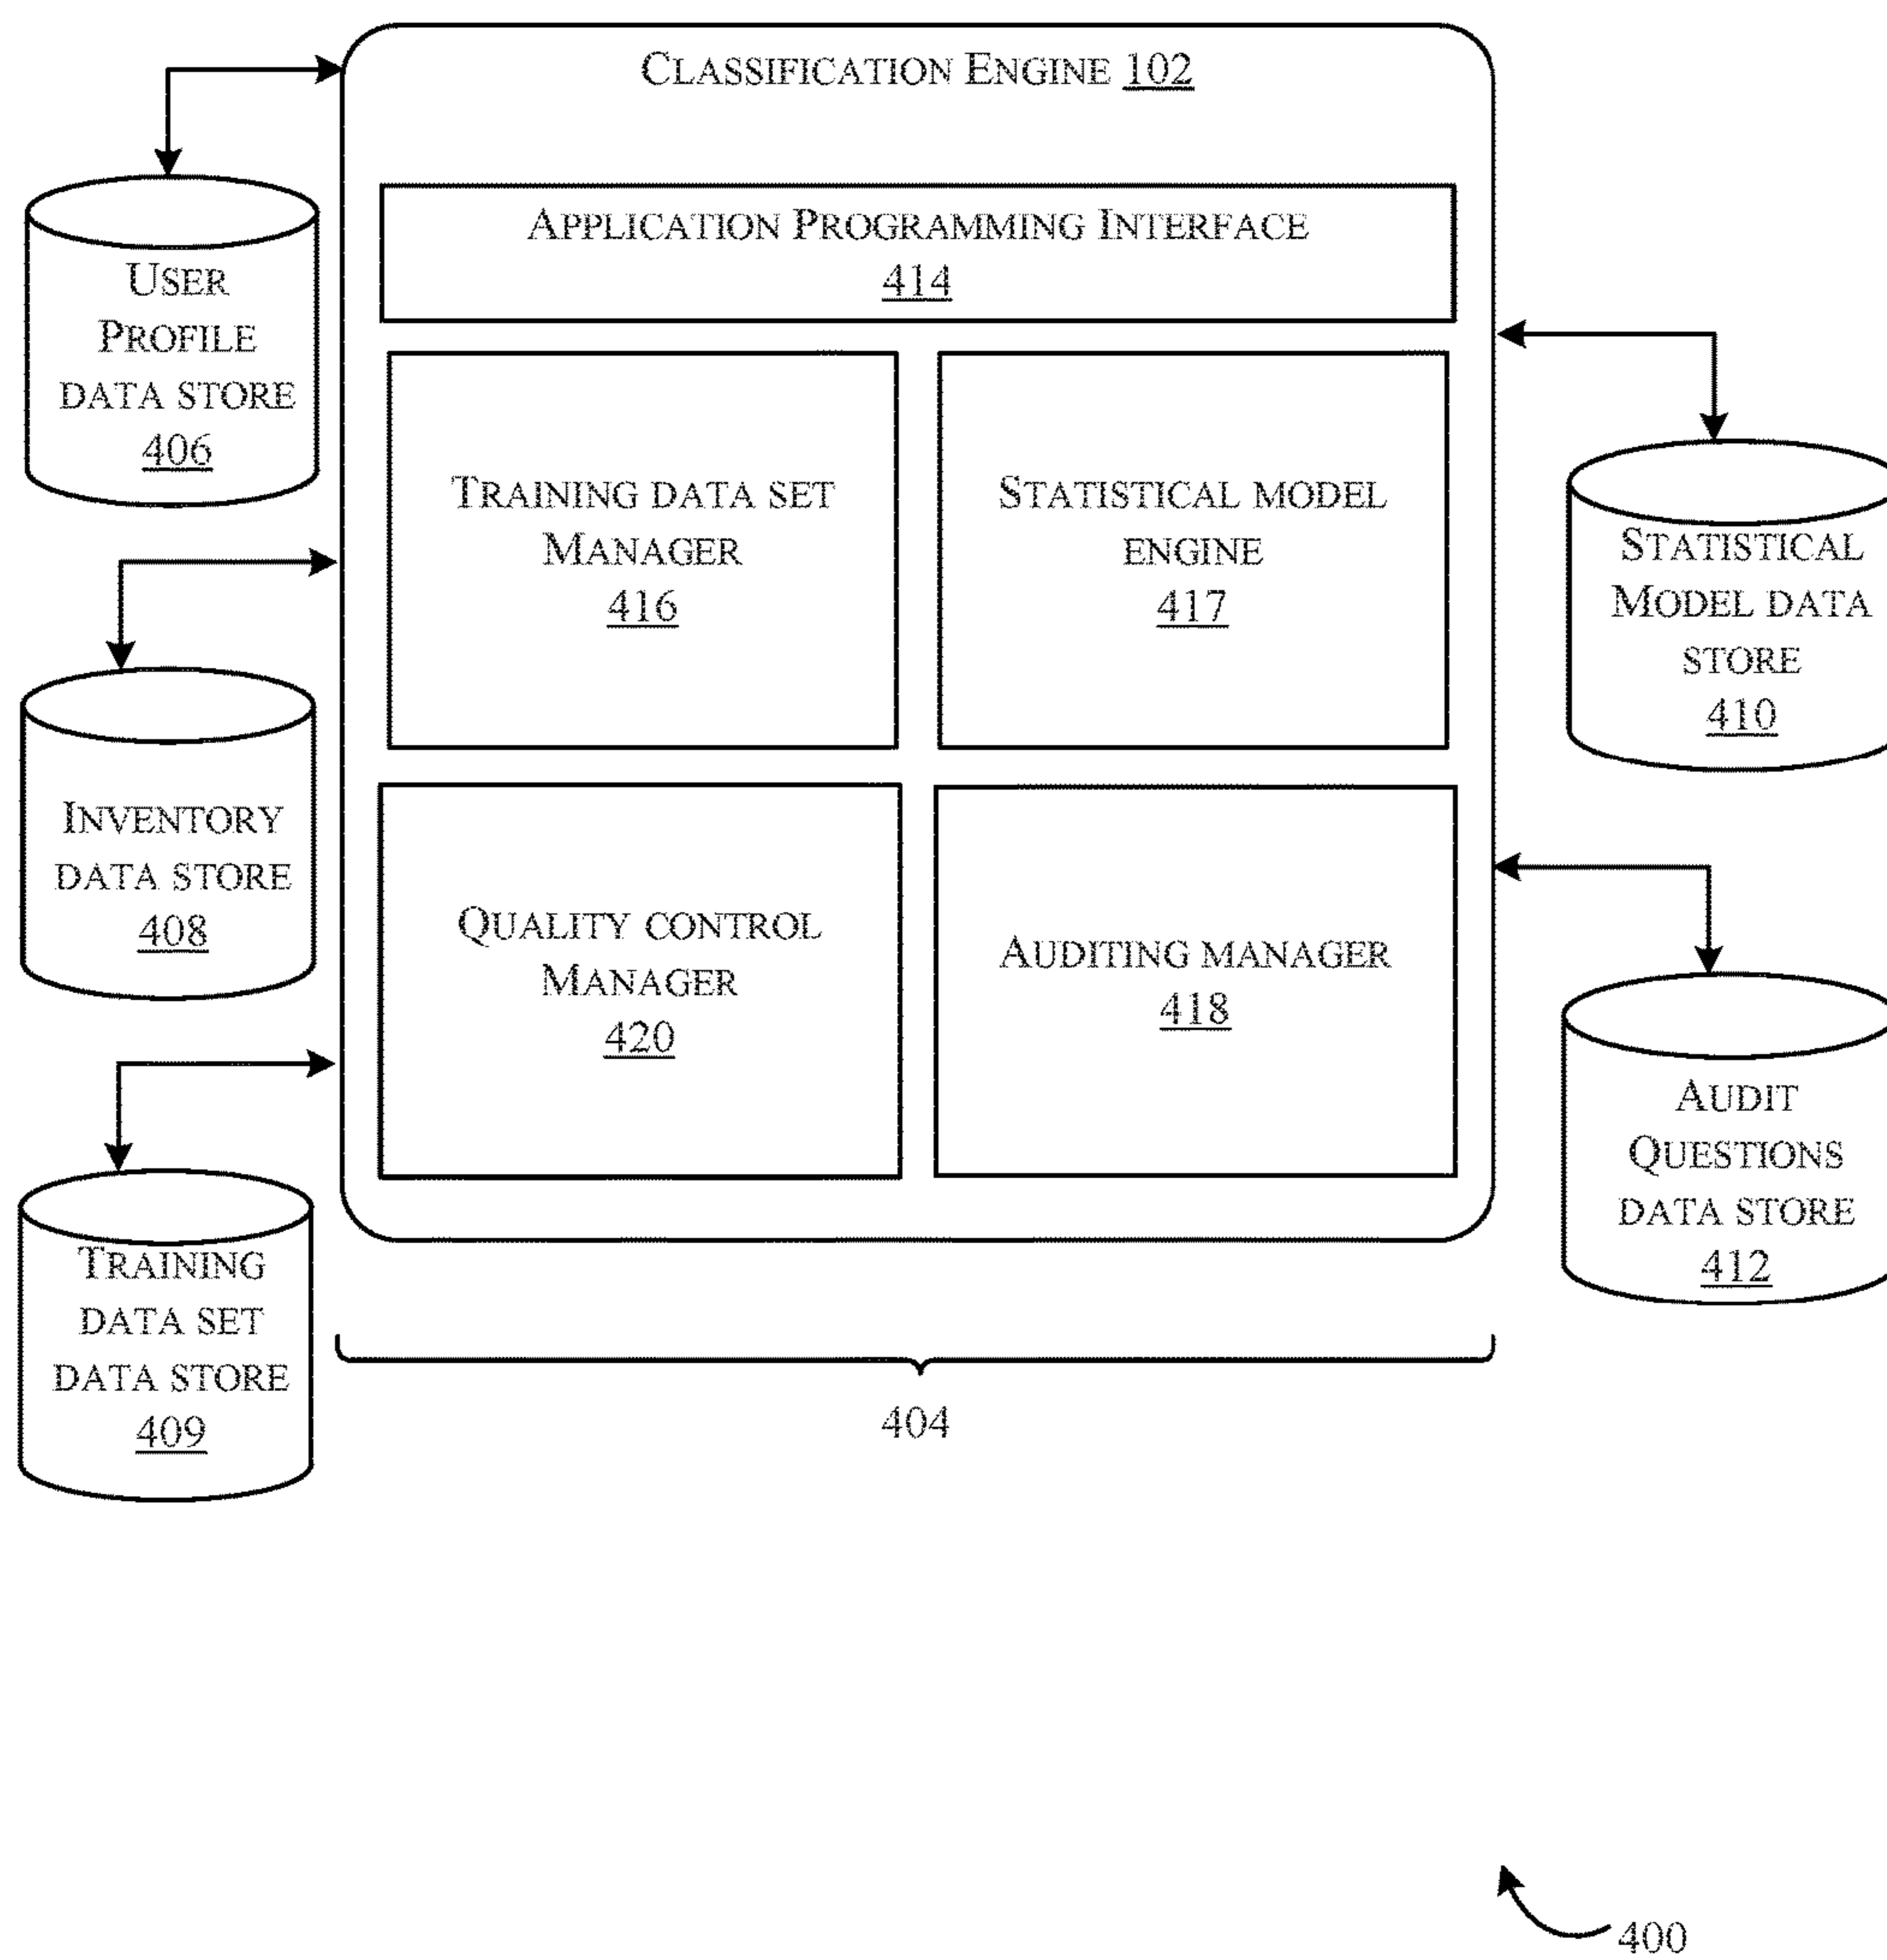 CLASSIFICATION ENGINE 102
APPLICATION PROGRAMMING INTERFACE
414
USER
PROFILE
DATA STORE
406
TRAINING DATA SET
MANAGER
416
STATISTICAL MODEL
ENGINE
417
STATISTICAL
MODEL DATA
STORE
410
INVENTORY
DATA STORE
408
QUALITY CONTROL
MANAGER
420
AUDITING MANAGER
418
AUDIT
QUESTIONS
DATA STORE
412
TRAINING
DATA SET
DATA STORE
409
404
400